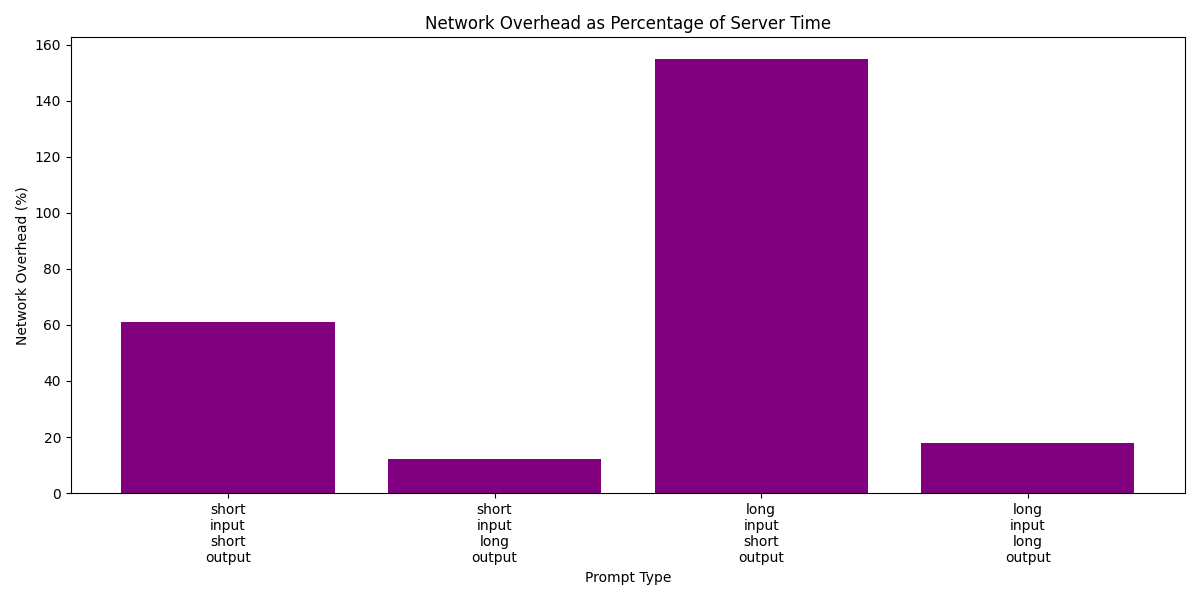 Network Overhead as Percentage of Server Time
Network Overhead (%)
160
140
120
100
80
60
40
20
0
short
input
short
output
short
input
long
output
long
input
short
output
long
input
long
output
Prompt Type